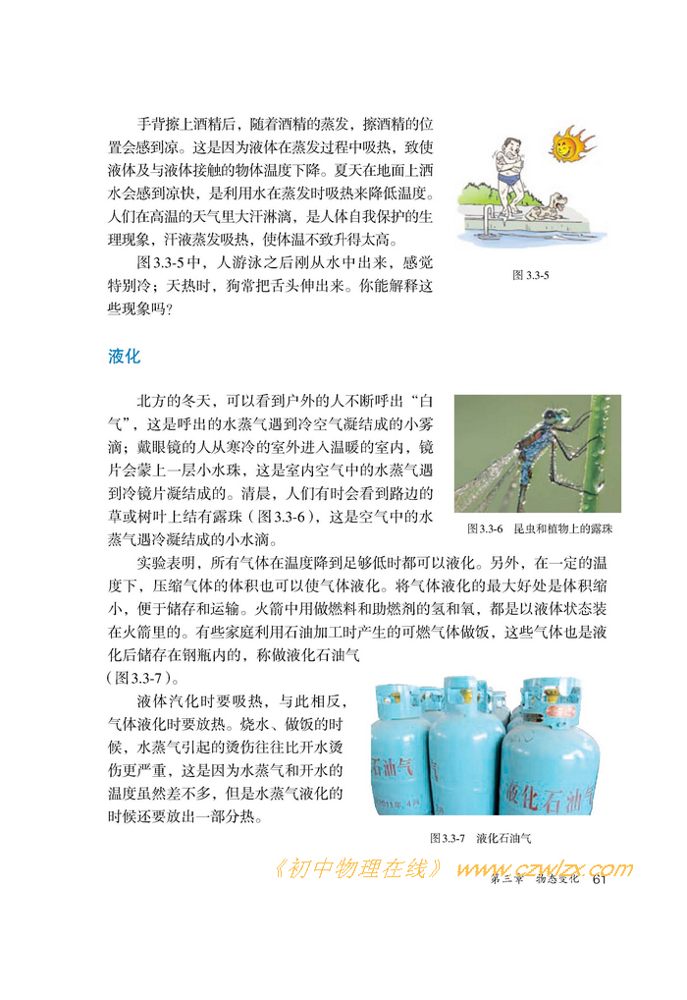 手背擦上酒精后，随着酒精的蒸发，擦酒精的位
置会感到凉。这是因为液体在蒸发过程中吸热，致使
液体及与液体接触的物体温度下降。夏天在地面上洒
水会感到凉快，是利用水在蒸发时吸热来降低温度。
人们在高温的天气里大汗淋漓，是人体自我保护的生
理现象，汗液蒸发吸热，使体温不致升得太高。
图3.3-5中，人游泳之后刚从水中出来，感觉
特别冷；天热时，狗常把舌头伸出来。你能解释这
些现象吗？
图 3.3-5
液化
北方的冬天，可以看到户外的人不断呼出“白
气”，这是呼出的水蒸气遇到冷空气凝结成的小雾
滴；戴眼镜的人从寒冷的室外进入温暖的室内，镜
片会蒙上一层小水珠，这是室内空气中的水蒸气遇
到冷镜片凝结成的。清晨，人们有时会看到路边的
草或树叶上结有露珠（图3.3-6），这是空气中的水
蒸气遇冷凝结成的小水滴。
图3.3-6 昆虫和植物上的露珠
实验表明，所有气体在温度降到足够低时都可以液化。另外，在一定的温
度下，压缩气体的体积也可以使气体液化。将气体液化的最大好处是体积缩
小，便于储存和运输。火箭中用做燃料和助燃剂的氢和氧，都是以液体状态装
在火箭里的。有些家庭利用石油加工时产生的可燃气体做饭，这些气体也是液
化后储存在钢瓶内的，称做液化石油气
（图3.3-7）。
液体汽化时要吸热，与此相反，
气体液化时要放热。烧水、做饭的时
候，水蒸气引起的烫伤往往比开水烫
伤更严重，这是因为水蒸气和开水的
温度虽然差不多，但是水蒸气液化的
时候还要放出一部分热。
石油气
2011年.4月
液化石油气
图3.3-7 液化石油气
《初中物理在线》 www.czwlzx.com
第三章 物态变化 61